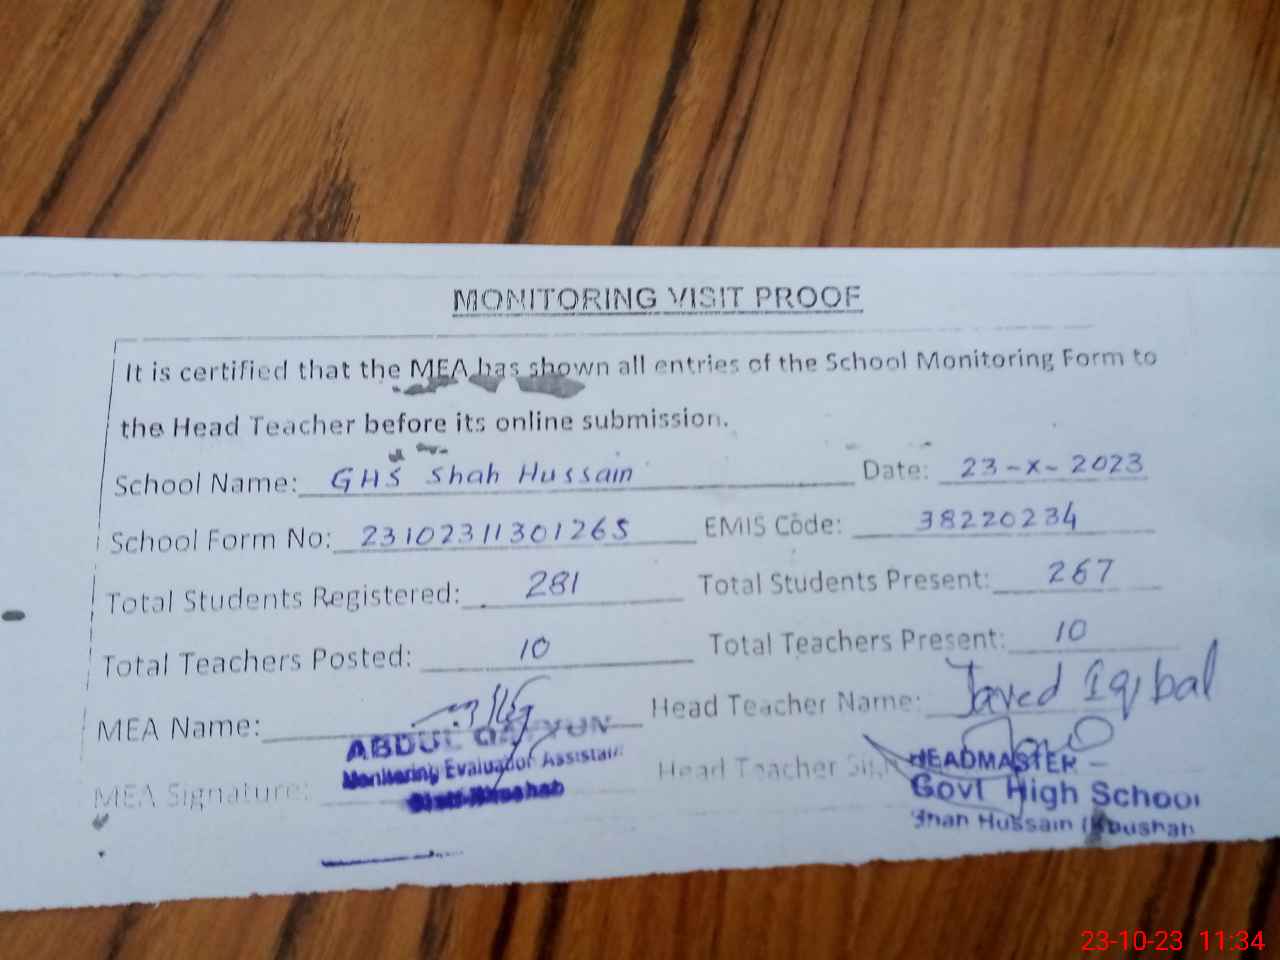 MONITORING VISIT PROOF
It is certified that the MEA has shown all entries of the School Monitoring Form to
the Head Teacher before its online submission.
School Name: GHS Shah Hussain Date: 23-X-2023
School Form No: 23102311301265 EMIS Code: 38220234
Total Students Registered: 281 Total Students Present: 267
Total Teachers Posted: 10 Total Teachers Present: 10
MEA Name: Head Teacher Name: Javed Iqbal
ABDUL QAYYUN
Monitoring Evaluation Assistant
MEA Signature: Head Teacher
HEADMASTER
Govt High School
Shah Hussain (Khushab
23-10-23 11:34